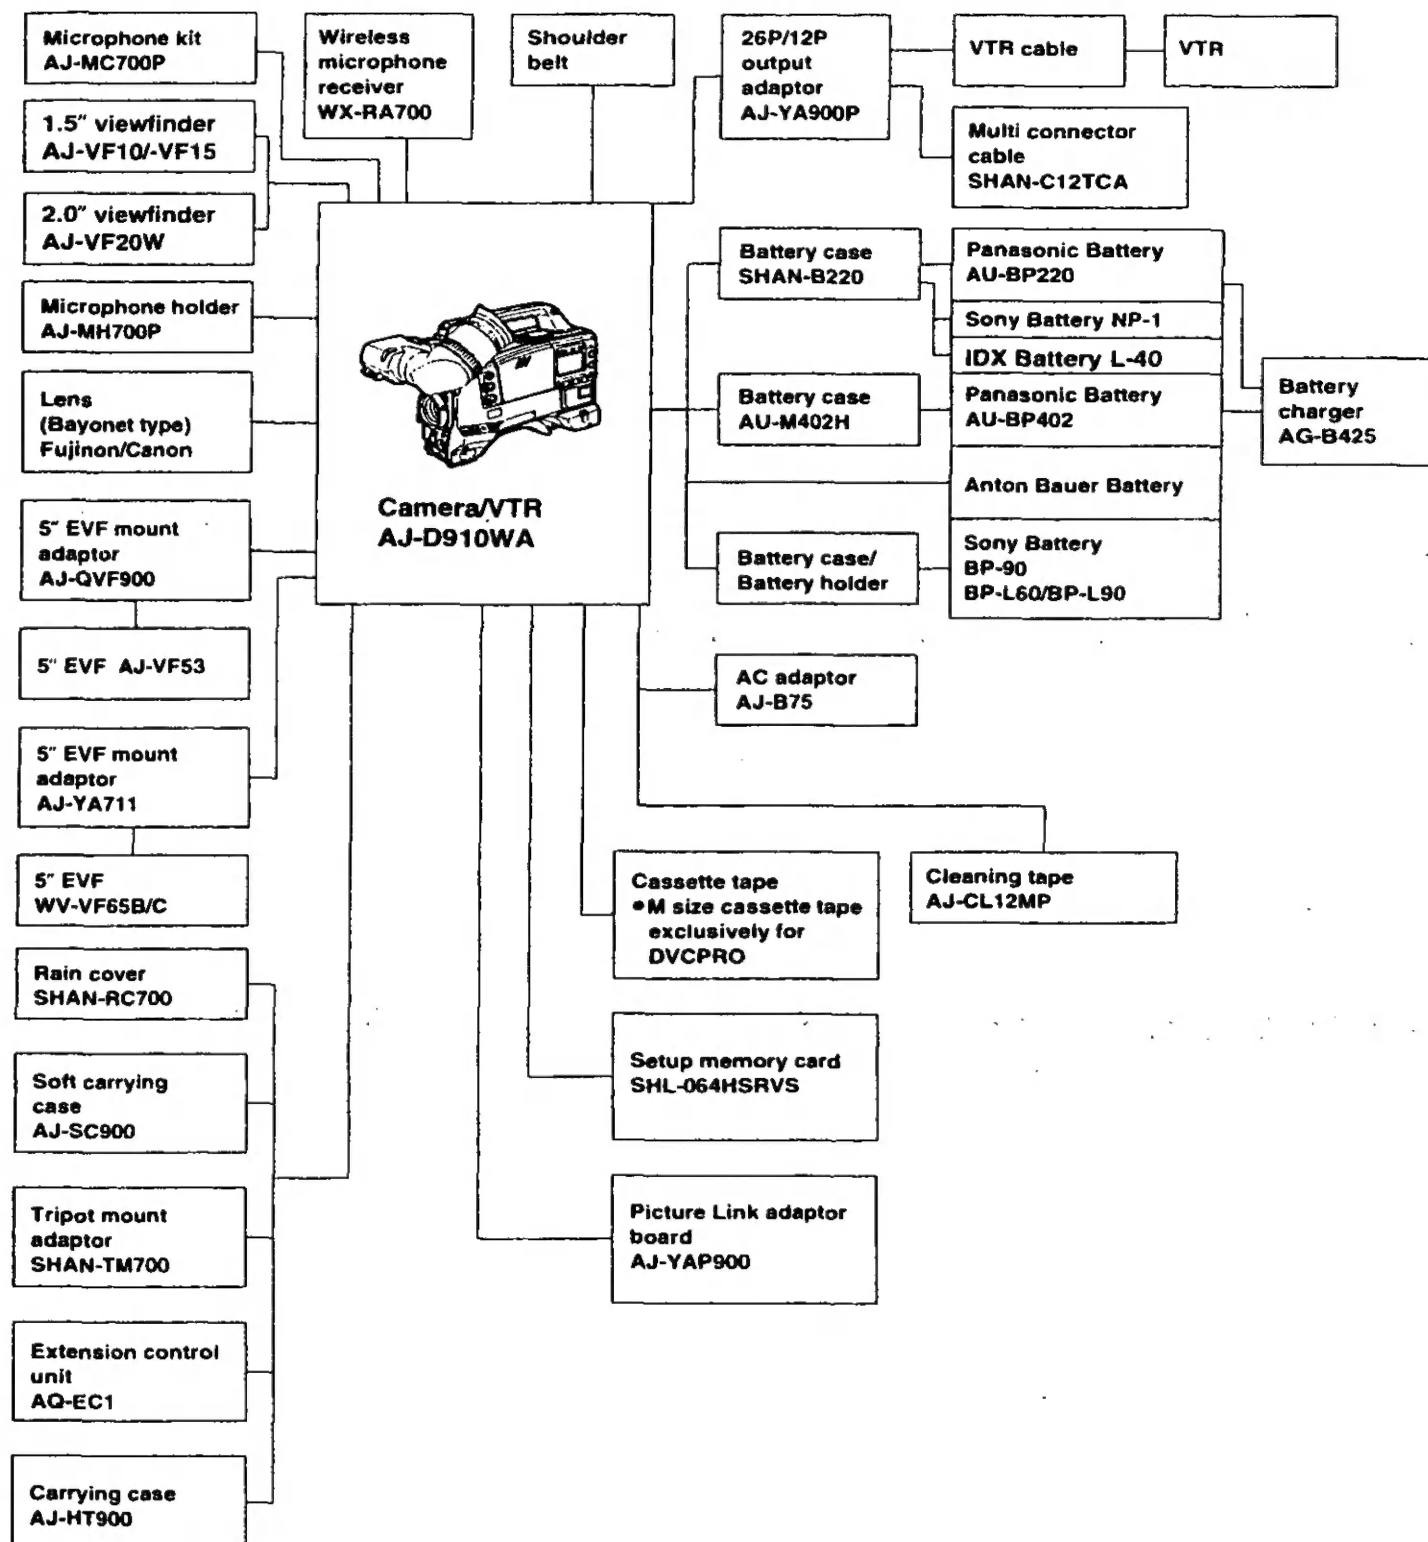 Microphone kit
AJ-MC700P
Wireless
microphone
receiver
WX-RA700
Shoulder
belt
26P/12P
output
adaptor
AJ-YA900P
VTR cable
VTR
1.5" viewfinder
AJ-VF10/-VF15
Multi connector
cable
SHAN-C12TCA
2.0" viewfinder
AJ-VF20W
Microphone holder
AJ-MH700P
Lens
(Bayonet type)
Fujinon/Canon
5" EVF mount
adaptor
AJ-QVF900
5" EVF AJ-VF53
5" EVF mount
adaptor
AJ-YA711
5" EVF
WV-VF65B/C
Rain cover
SHAN-RC700
Soft carrying
case
AJ-SC900
Tripot mount
adaptor
SHAN-TM700
Extension control
unit
AQ-EC1
Carrying case
AJ-HT900
Camera/VTR
AJ-D910WA
Battery case
SHAN-B220
Panasonic Battery
AU-BP220
Sony Battery NP-1
IDX Battery L-40
Battery case
AU-M402H
Panasonic Battery
AU-BP402
Battery
charger
AG-B425
Anton Bauer Battery
Battery case/
Battery holder
Sony Battery
BP-90
BP-L60/BP-L90
AC adaptor
AJ-B75
Cassette tape
•M size cassette tape
exclusively for
DVCPRO
Cleaning tape
AJ-CL12MP
Setup memory card
SHL-064HSRVS
Picture Link adaptor
board
AJ-YAP900